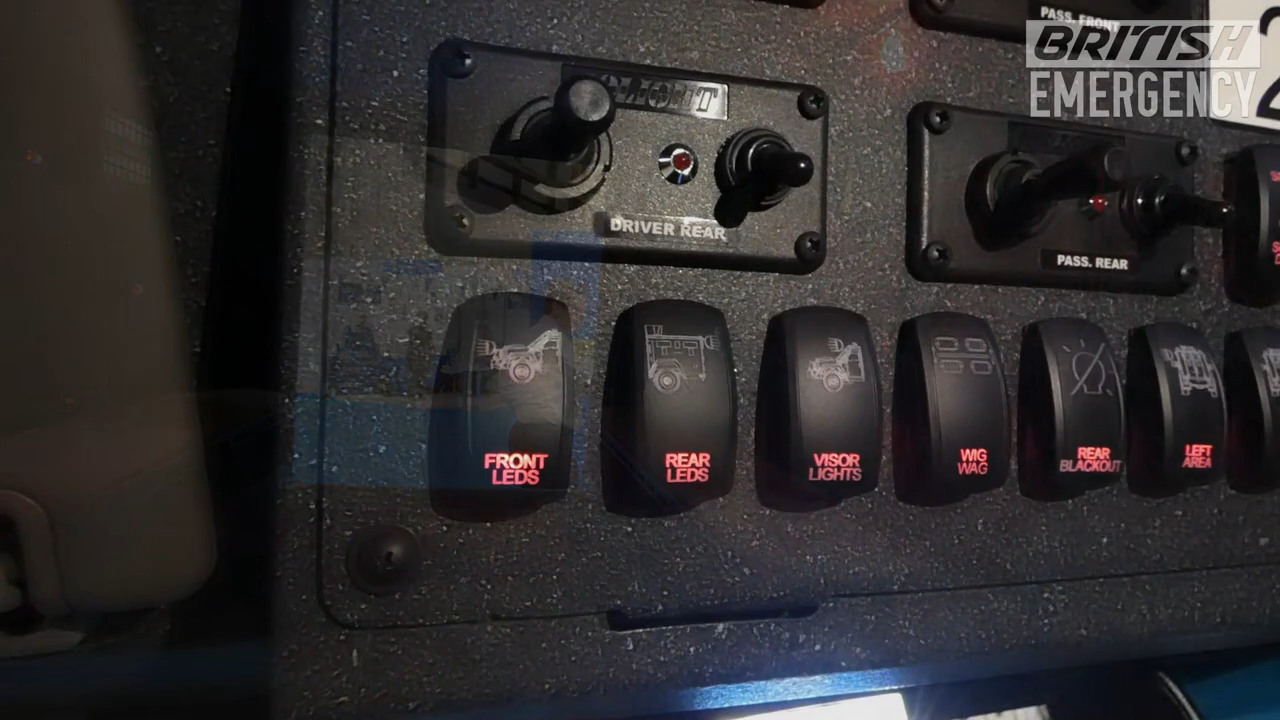 PASS. FRONT
BRITISH
EMERGENCY
DRIVER REAR
PASS. REAR
FRONT
LEDS
REAR
LEDS
VISOR
LIGHTS
WIG
WAG
REAR
BLACKOUT
LEFT
AREA